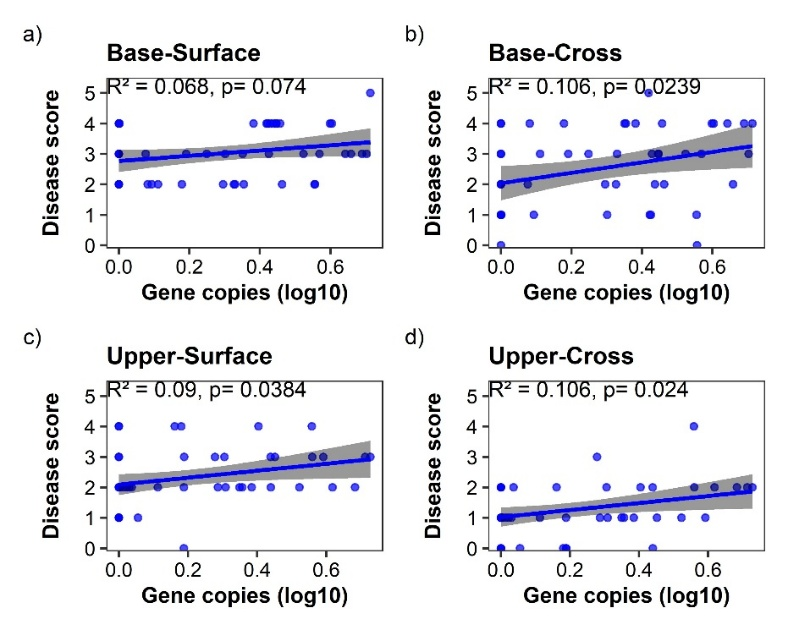 a)
Base-Surface
R² = 0.068, p= 0.074
Disease score
5
4
3
2
1
0
0.0 0.2 0.4 0.6
Gene copies (log10)
b)
Base-Cross
R² = 0.106, p= 0.0239
Disease score
5
4
3
2
1
0
0.0 0.2 0.4 0.6
Gene copies (log10)
c)
Upper-Surface
R² = 0.09, p= 0.0384
Disease score
5
4
3
2
1
0
0.0 0.2 0.4 0.6
Gene copies (log10)
d)
Upper-Cross
R² = 0.106, p= 0.024
Disease score
5
4
3
2
1
0
0.0 0.2 0.4 0.6
Gene copies (log10)